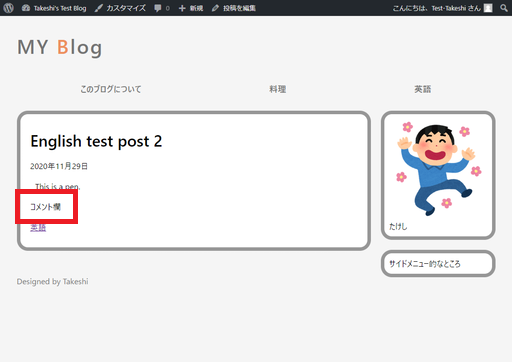 Takeshi's Test Blog カスタマイズ 0 新規 投稿を編集 こんにちは、Test-Takeshi さん
MY Blog
このブログについて 料理 英語
English test post 2
2020年11月29日
This is a pen.
コメント欄
英語
たけし
サイドメニュー的なところ
Designed by Takeshi